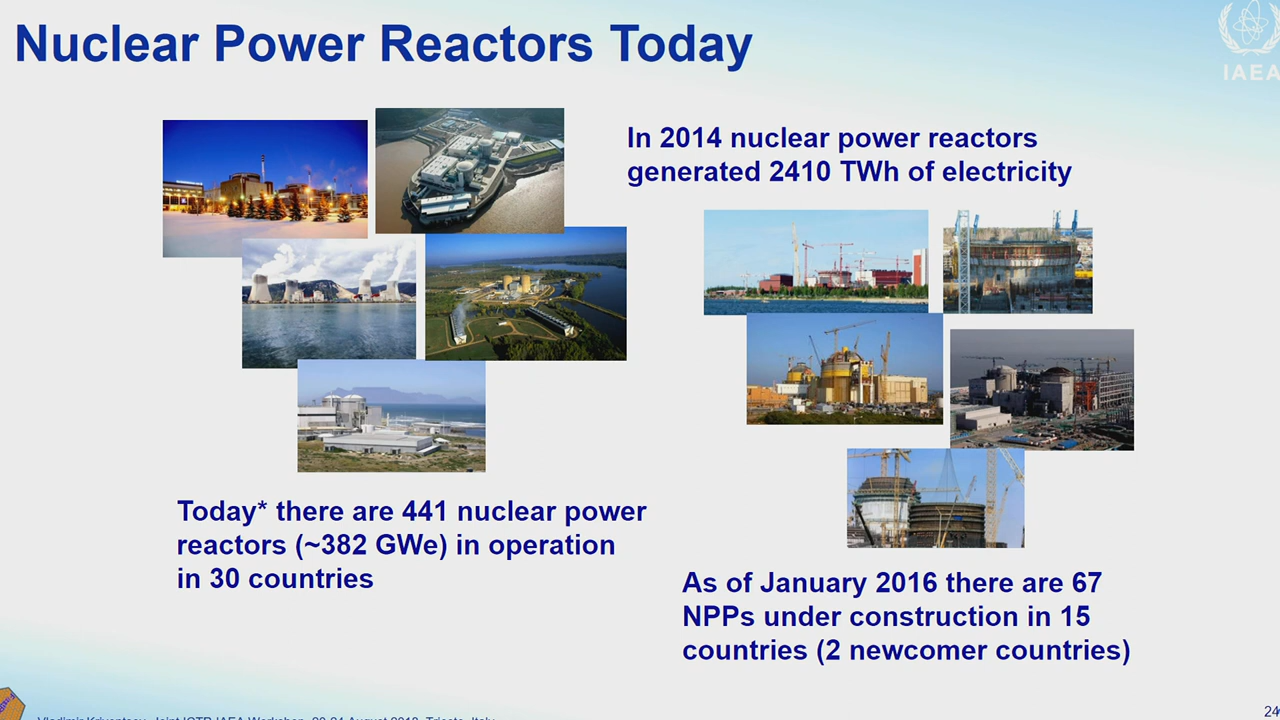 Nuclear Power Reactors Today
IAEA
In 2014 nuclear power reactors
generated 2410 TWh of electricity
Today* there are 441 nuclear power
reactors (~382 GWe) in operation
in 30 countries
As of January 2016 there are 67
NPPs under construction in 15
countries (2 newcomer countries)
24